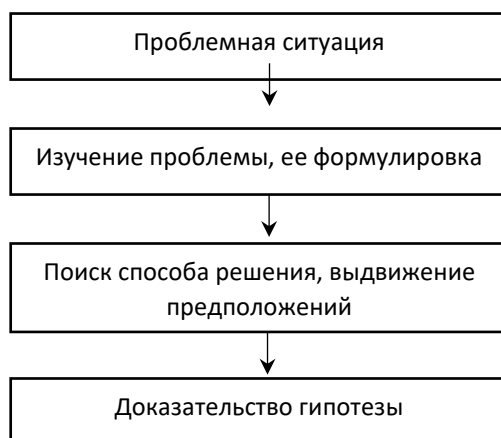 Проблемная ситуация
Изучение проблемы, ее формулировка
Поиск способа решения, выдвижение
предположений
Доказательство гипотезы